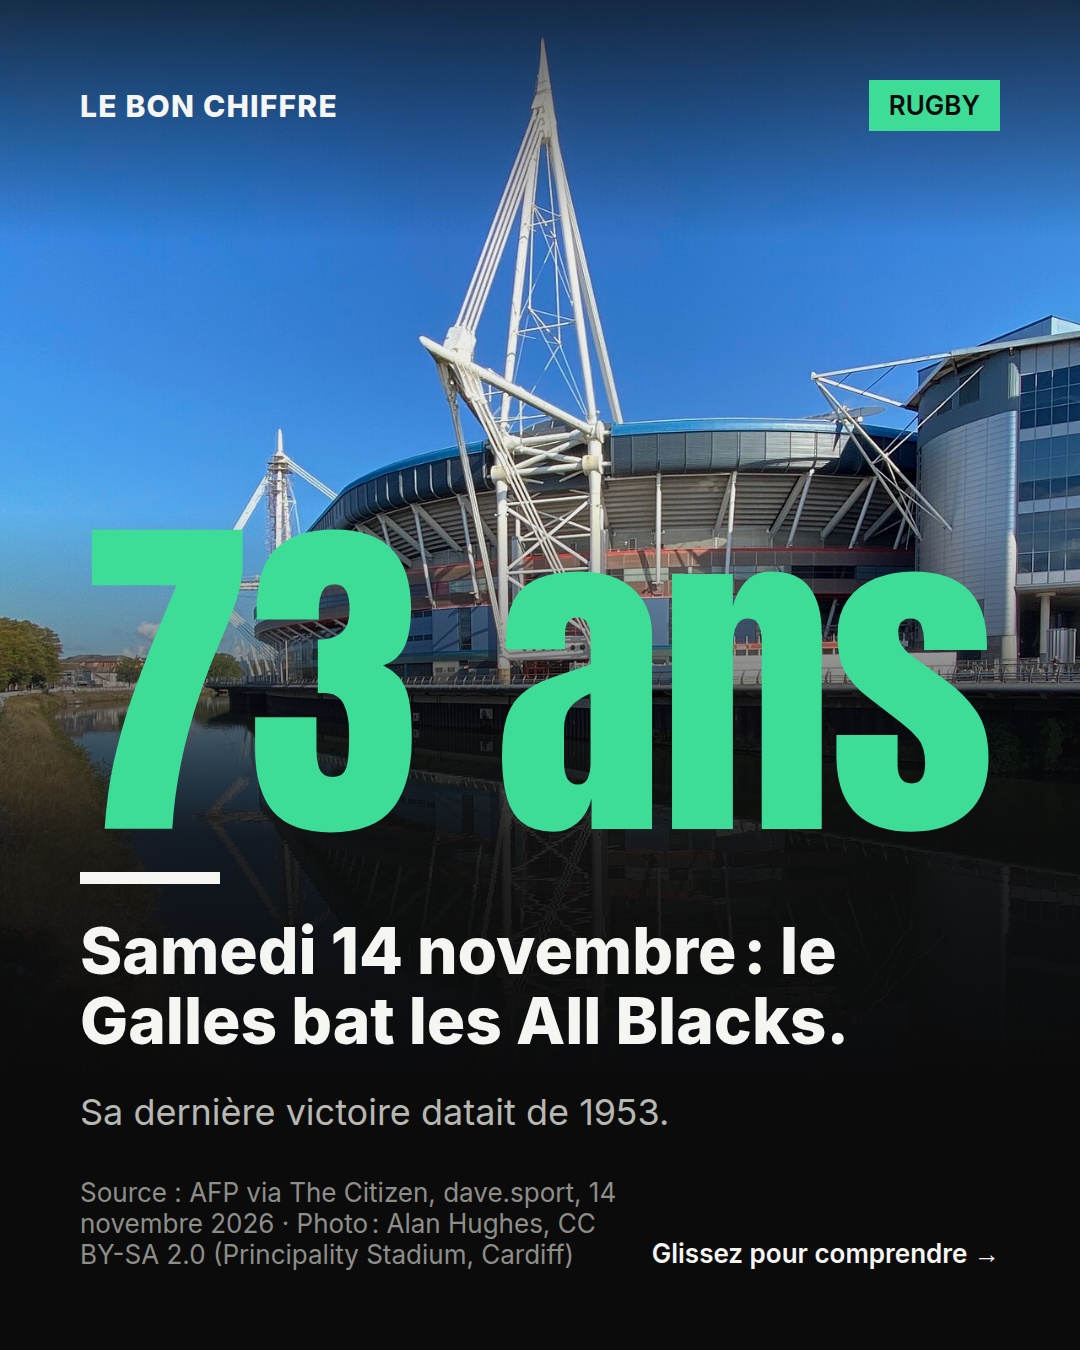 LE BON CHIFFRE
RUGBY
73 ans
Samedi 14 novembre : le
Galles bat les All Blacks.
Sa dernière victoire datait de 1953.
Source : AFP via The Citizen, dave.sport, 14
novembre 2026 · Photo : Alan Hughes, CC
BY-SA 2.0 (Principality Stadium, Cardiff)
Glissez pour comprendre →